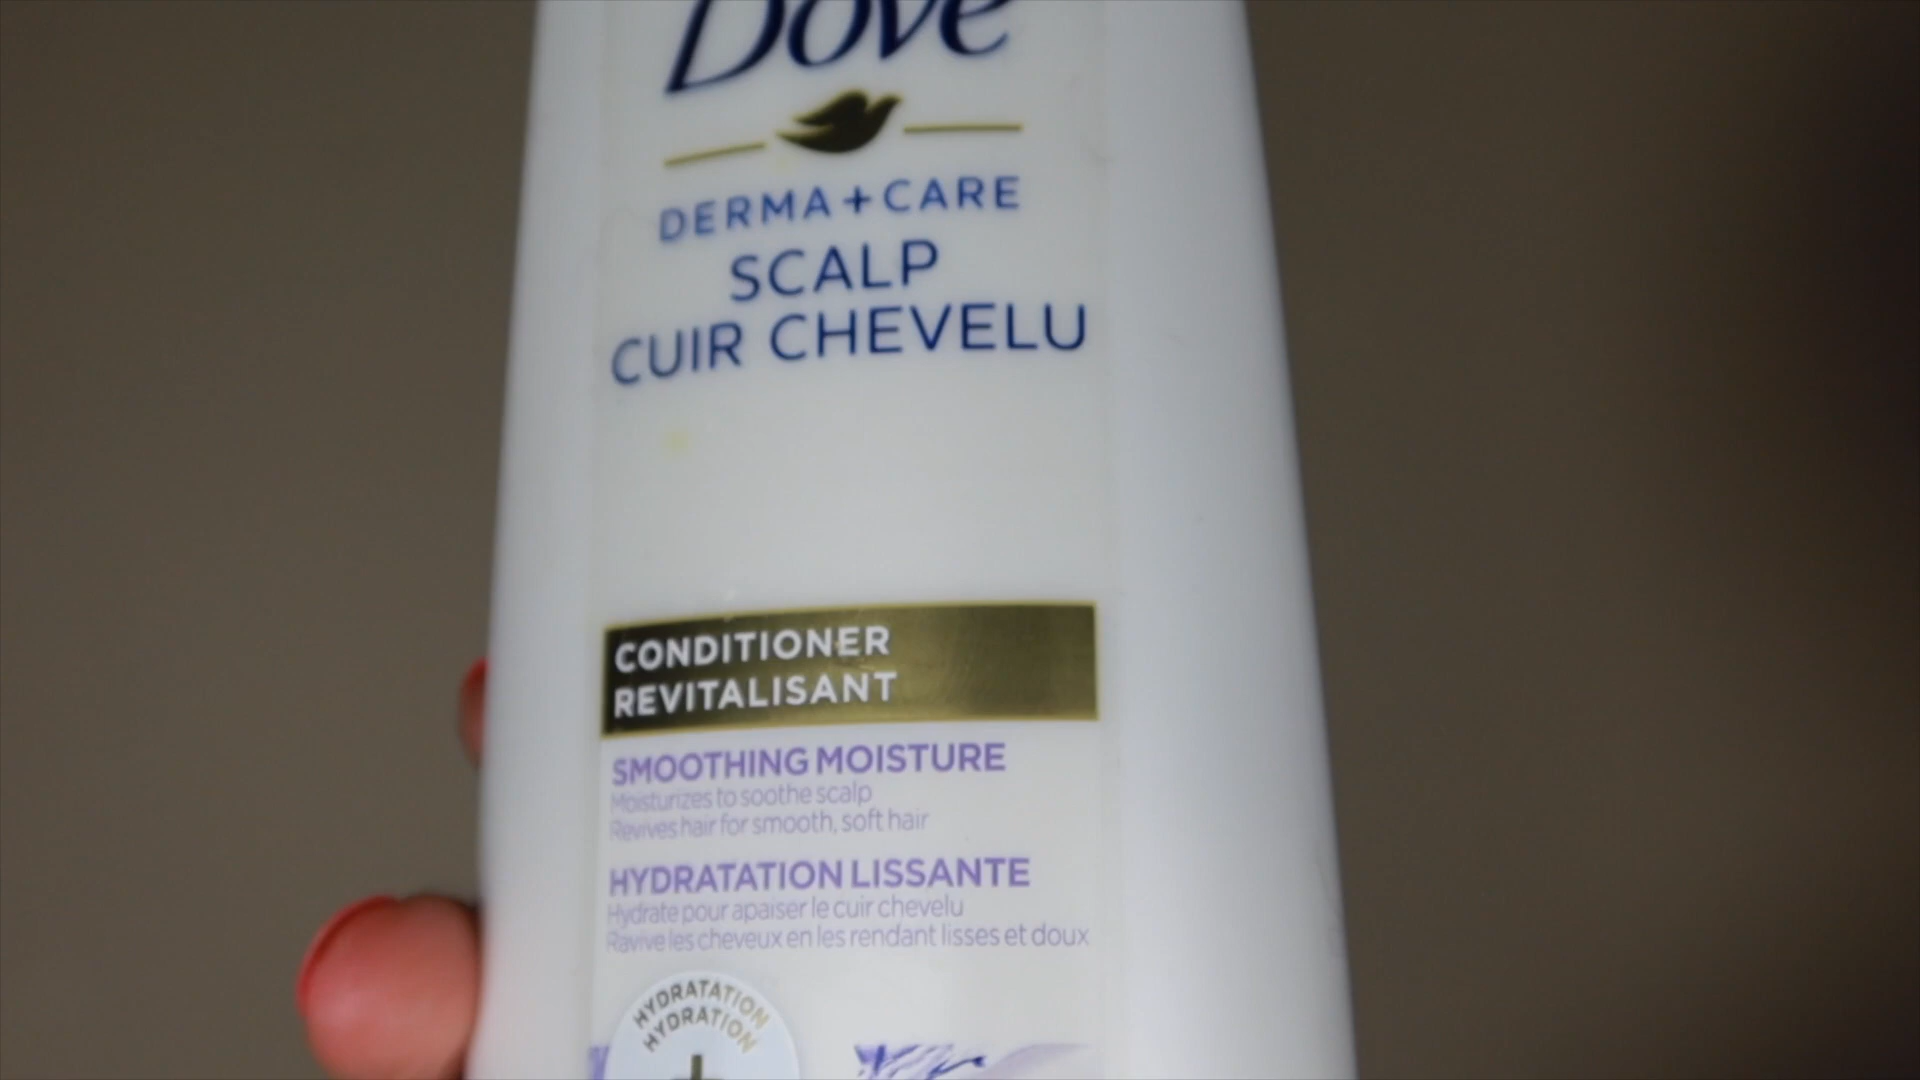 Dove
DERMA+CARE
SCALP
CUIR CHEVELU
CONDITIONER
REVITALISANT
SMOOTHING MOISTURE
Moisturizes to soothe scalp
Revives hair for smooth, soft hair
HYDRATATION LISSANTE
Hydrate pour apaiser le cuir chevelu
Ravive les cheveux en les rendant lisses et doux
HYDRATATION
HYDRATION
+